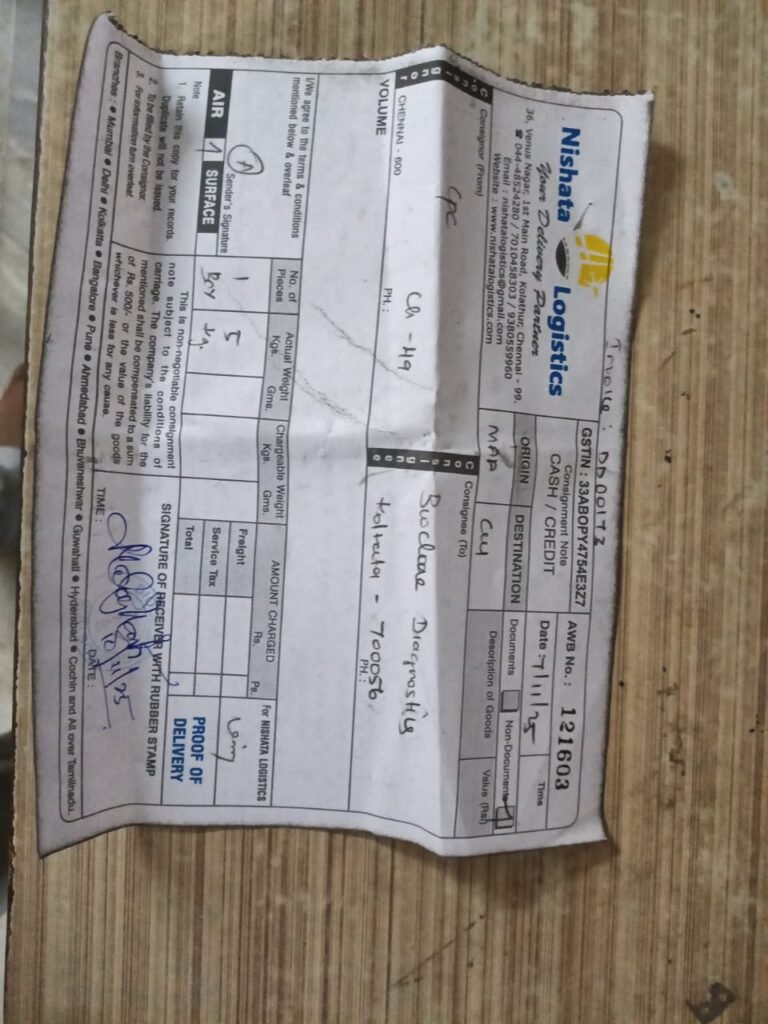 Invoice : DD00172
Nishata Logistics
Your Delivery Partner
36, Venus Nagar, 1st Main Road, Kolathur, Chennai - 99.
☎ 044-48524280 / 7010458303 / 9380559960
Email : nishatalogistics@gmail.com
Website : www.nishatalogistics.com
GSTIN : 33ABOPY4754E3Z7
Consignment Note
CASH / CREDIT
AWB No. : 121603
Date : 7/11/25
Time
ORIGIN
DESTINATION
MAA
CCU
Documents
Non-Document
Description of Goods
Value (Rs.)
Consignor
Consignor (From)
CPC
Ch - 49
CHENNAI - 600
PH.:
Consignee
Consignee (To)
Bioclone Diagnostics
Kolkata - 700056
PH.:
VOLUME
I/We agree to the terms & conditions
mentioned below & overleaf
Sender's Signature
No. of
Pieces
Actual Weight
Kgs. Gms.
Chargeable Weight
Kgs. Gms.
AMOUNT CHARGED
Rs. Ps.
For NISHATA LOGISTICS
1
Box
5
kg
Freight
Service Tax
Total
AIR
SURFACE
PROOF OF
DELIVERY
Note
1. Retain this copy for your records
Duplicate will not be issued
2. To be filled by the Consignor.
3. For information turn overleaf.
This is non-negotiable consignment
note subject to the conditions of
carriage. The company's liability for the
mentioned shall be compensated to a sum
of Rs. 500/- or the value of the goods
whichever is less for any cause.
SIGNATURE OF RECEIVER WITH RUBBER STAMP
10/11/25
TIME :
DATE :
Branches : ● Mumbai ● Delhi ● Kolkatta ● Bangalore ● Pune ● Ahmedabad ● Bhuvaneshwar ● Guwahati ● Hyderabad ● Cochin and All over Tamilnadu.